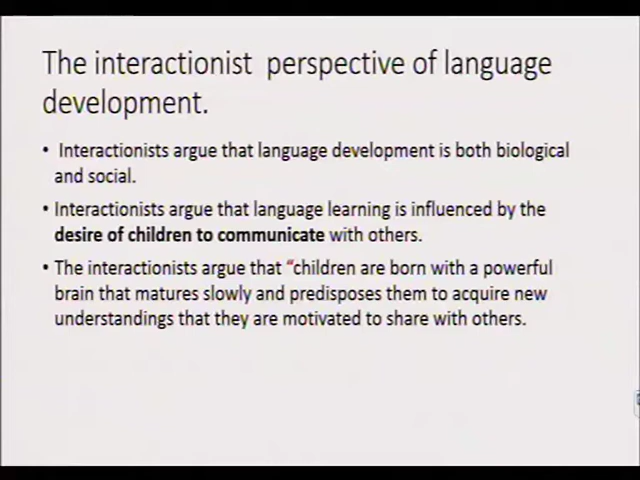 The interactionist perspective of language
development.
• Interactionists argue that language development is both biological
and social.
• Interactionists argue that language learning is influenced by the
desire of children to communicate with others.
• The interactionists argue that "children are born with a powerful
brain that matures slowly and predisposes them to acquire new
understandings that they are motivated to share with others.